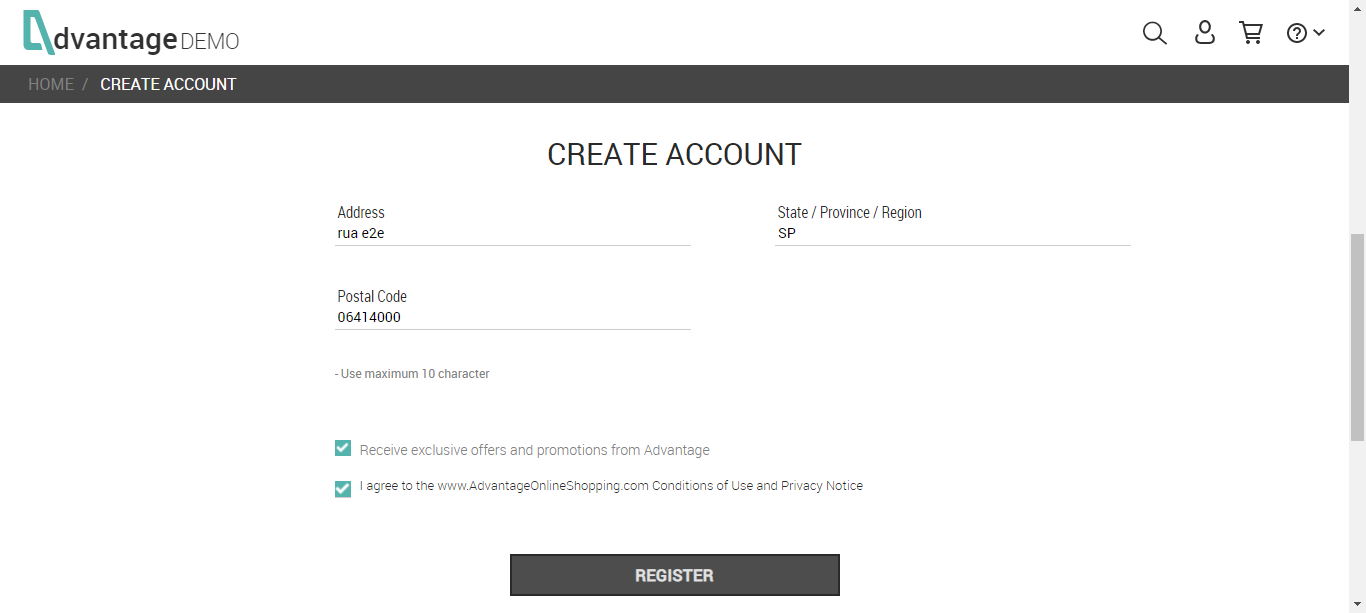 dvantage DEMO
HOME / CREATE ACCOUNT
CREATE ACCOUNT
Address
rua e2e
State / Province / Region
SP
Postal Code
06414000
- Use maximum 10 character
Receive exclusive offers and promotions from Advantage
I agree to the www.AdvantageOnlineShopping.com Conditions of Use and Privacy Notice
REGISTER